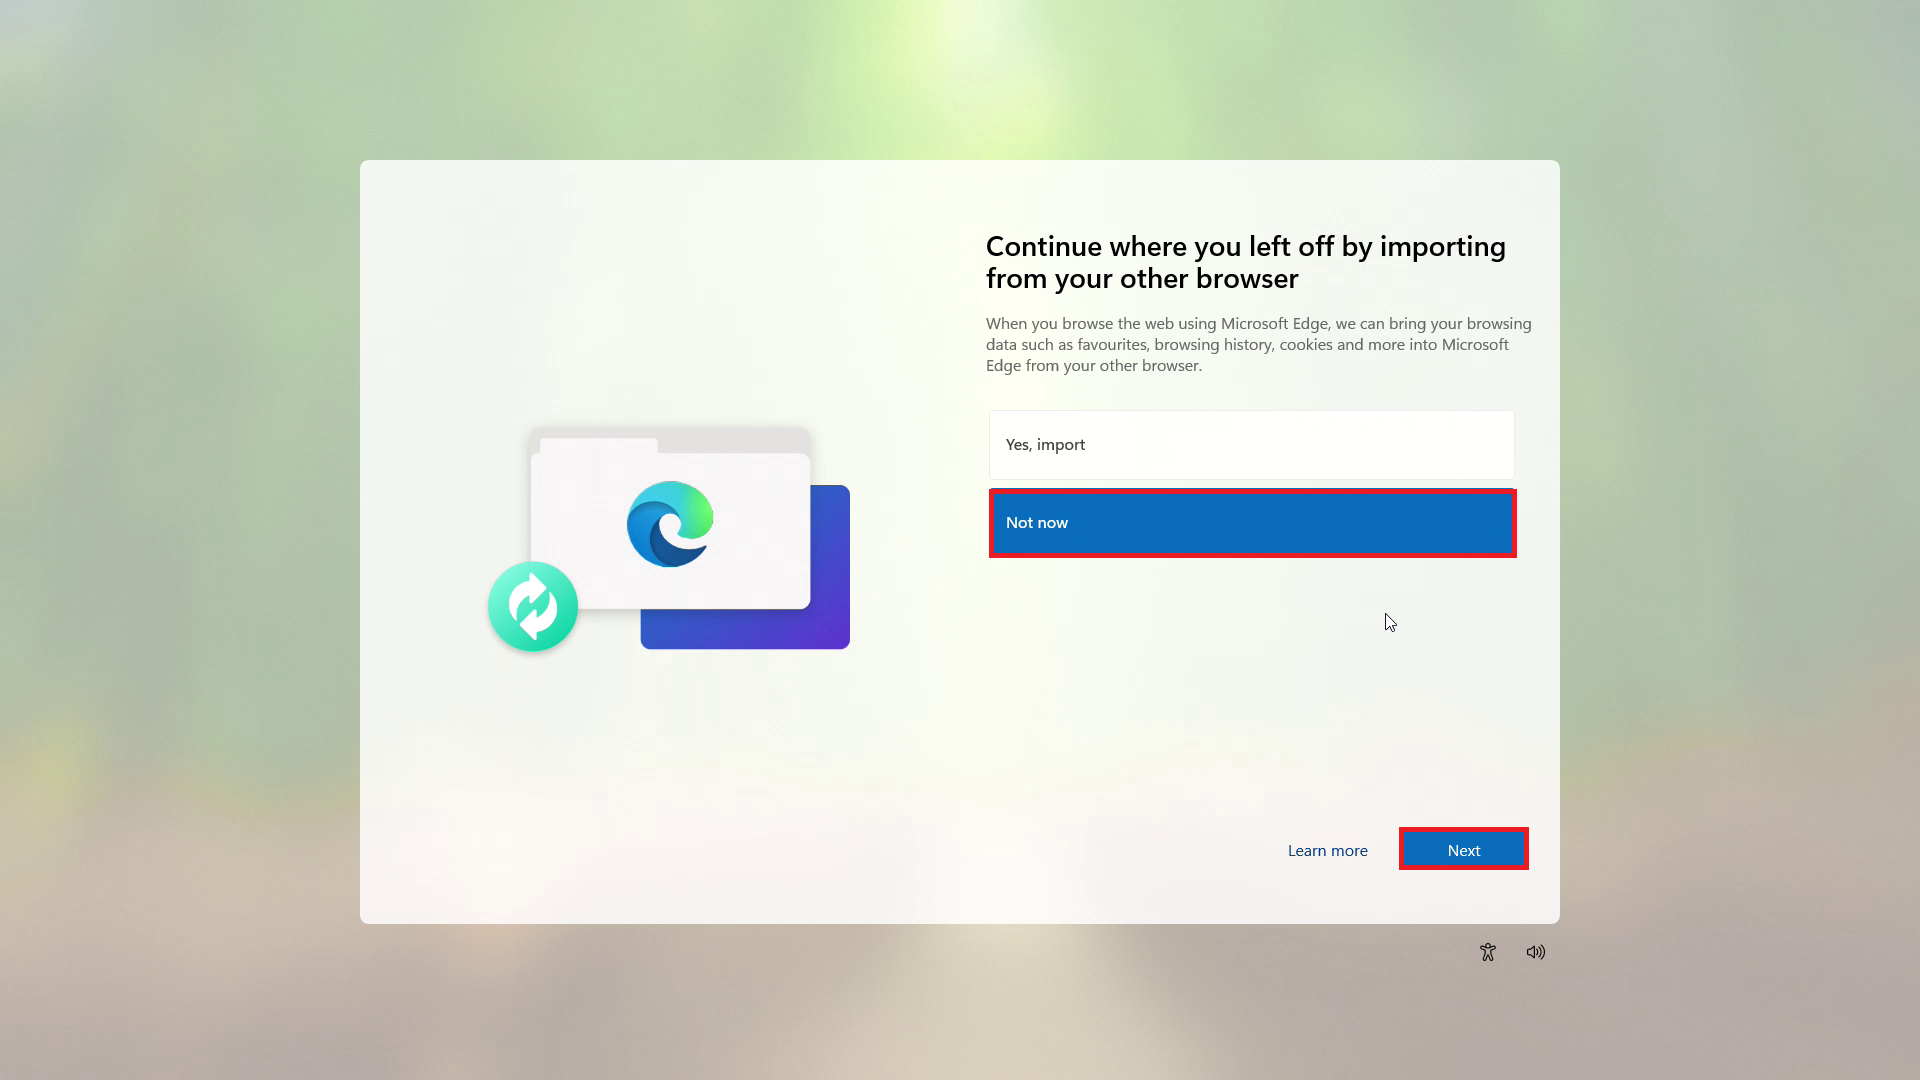 Continue where you left off by importing
from your other browser
When you browse the web using Microsoft Edge, we can bring your browsing
data such as favourites, browsing history, cookies and more into Microsoft
Edge from your other browser.
Yes, import
Not now
Learn more
Next